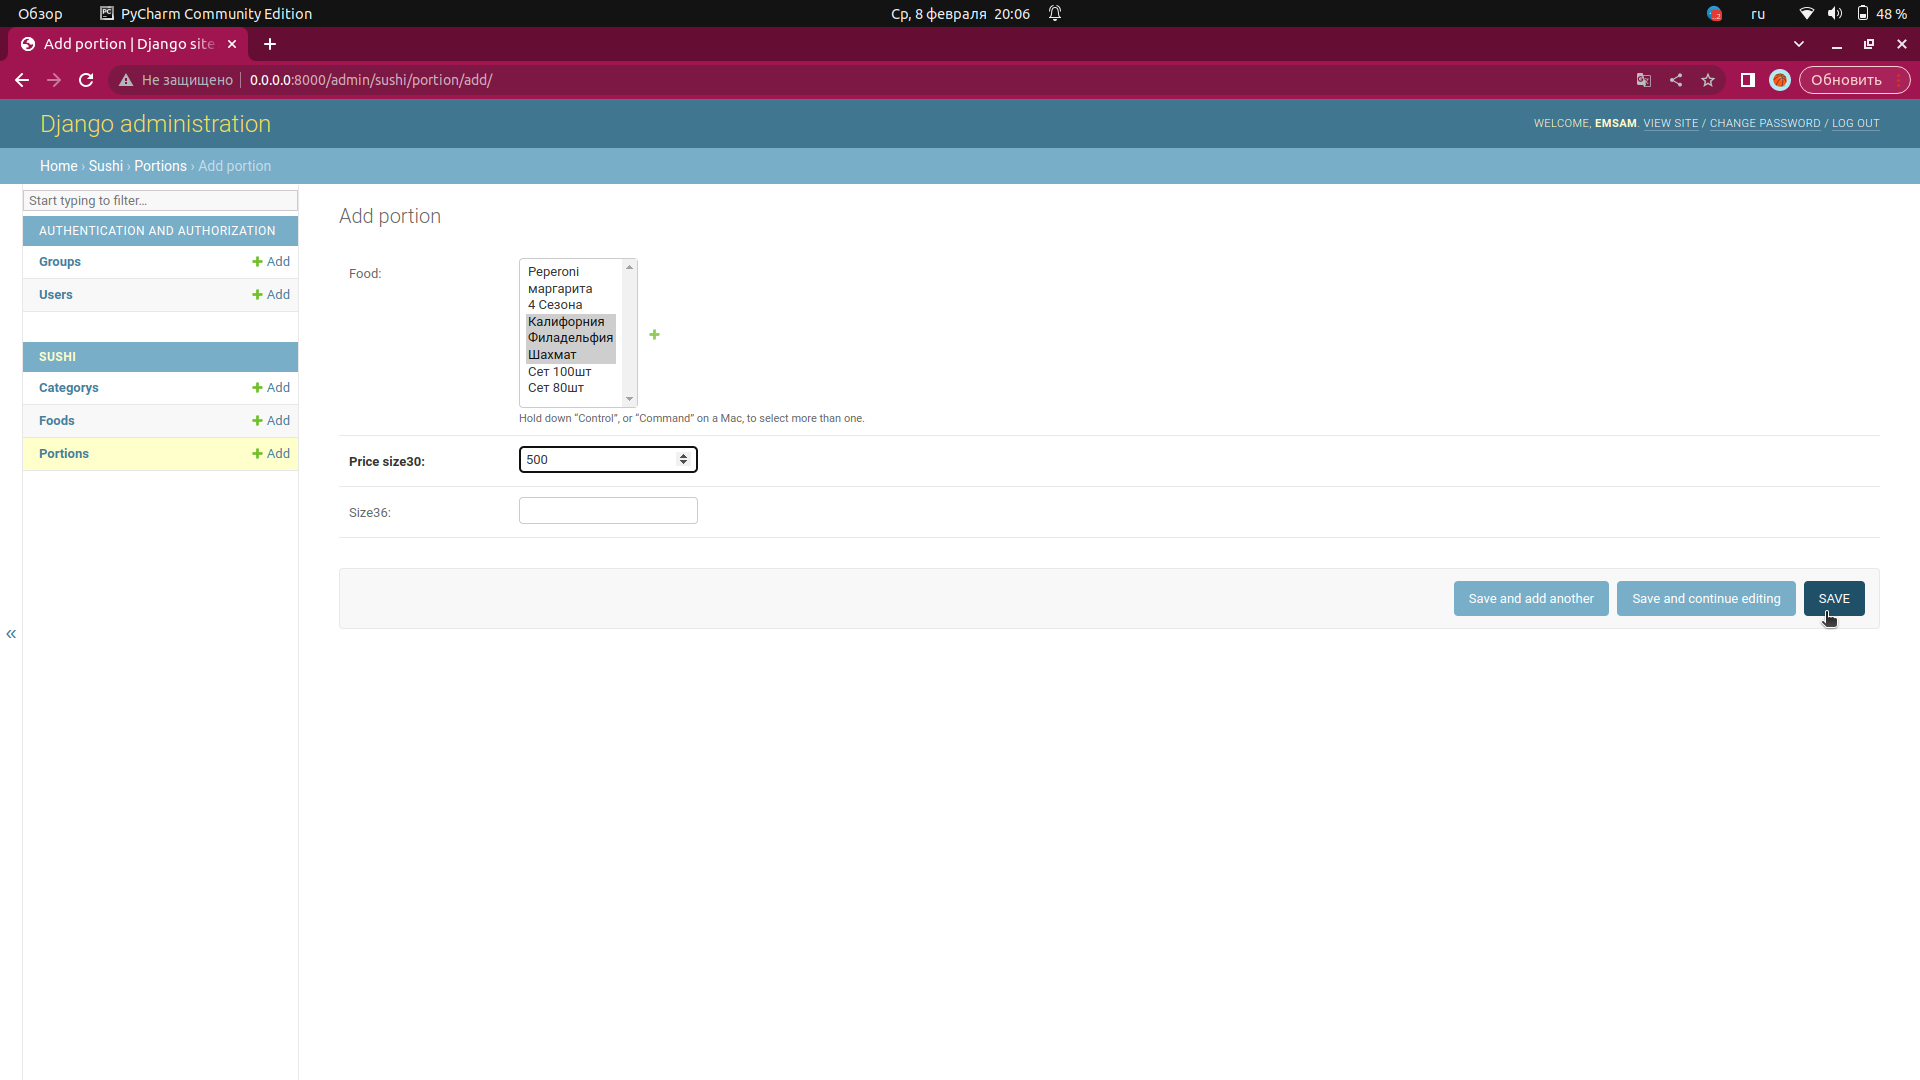 Обзор PyCharm Community Edition Ср, 8 февраля 20:06 ru 48 %
Add portion | Django site
Не защищено 0.0.0.0:8000/admin/sushi/portion/add/ Обновить
Django administration WELCOME, EMSAM. VIEW SITE / CHANGE PASSWORD / LOG OUT
Home › Sushi › Portions › Add portion
Start typing to filter…
AUTHENTICATION AND AUTHORIZATION
Groups + Add
Users + Add
SUSHI
Categorys + Add
Foods + Add
Portions + Add
«
Add portion
Food:
Peperoni
маргарита
4 Сезона
Калифорния
Филадельфия
Шахмат
Сет 100шт
Сет 80шт
Hold down “Control”, or “Command” on a Mac, to select more than one.
Price size30: 500
Size36:
Save and add another Save and continue editing SAVE